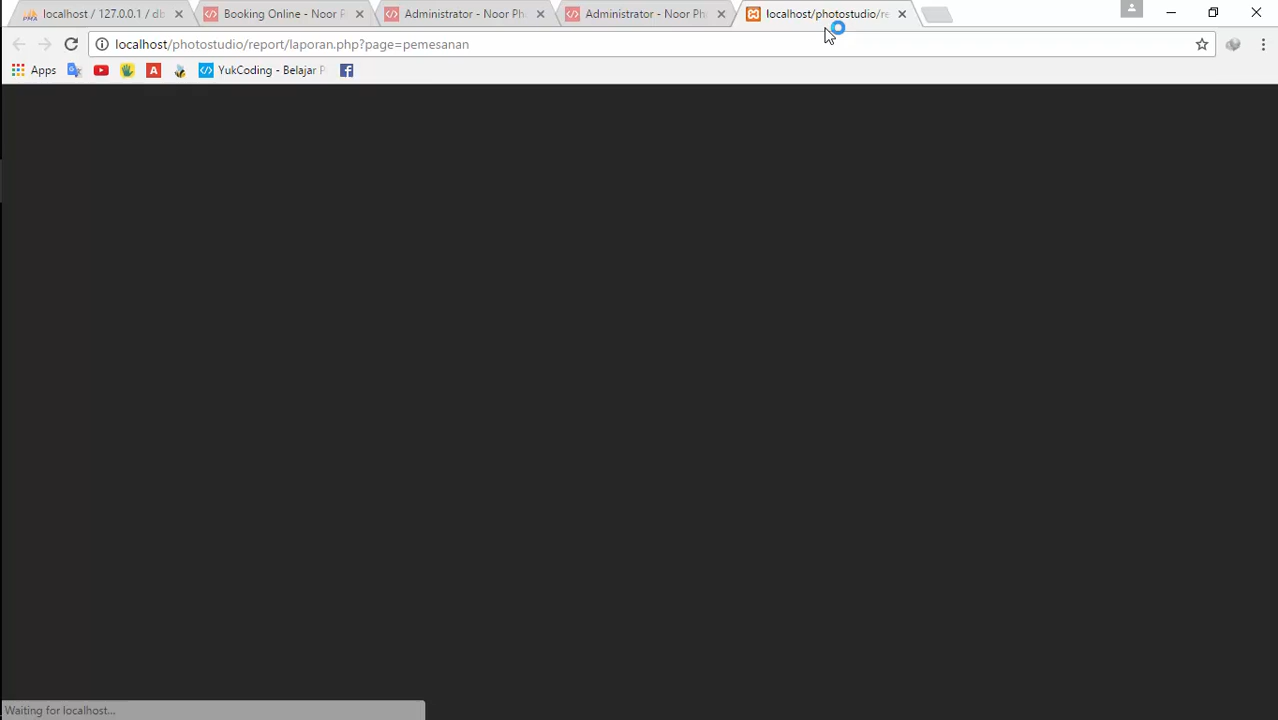 localhost / 127.0.0.1 / db
Booking Online - Noor P
Administrator - Noor Ph
Administrator - Noor Ph
localhost/photostudio/re
localhost/photostudio/report/laporan.php?page=pemesanan
Apps
A
YukCoding - Belajar P
Waiting for localhost...